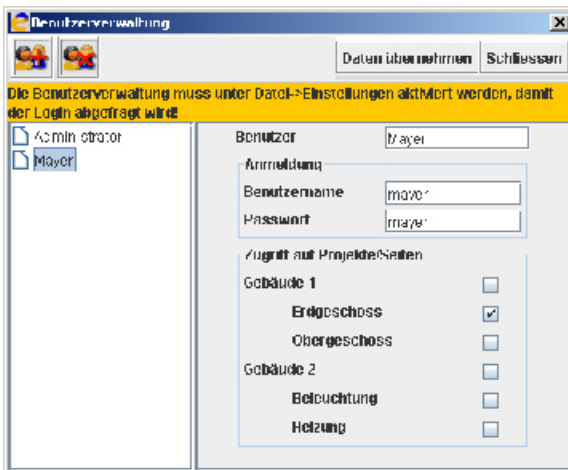 Benutzerverwaltung
Daten übernehmen Schliessen
Die Benutzerverwaltung muss unter Datei->Einstellungen aktiviert werden, damit
der Login abgefragt wird!
Administrator
Mayer
Benutzer Mayer
Anmeldung
Benutzername mayer
Passwort mayer
Zugriff auf Projekte/Seiten
Gebäude 1
Erdgeschoss
Obergeschoss
Gebäude 2
Beleuchtung
Heizung